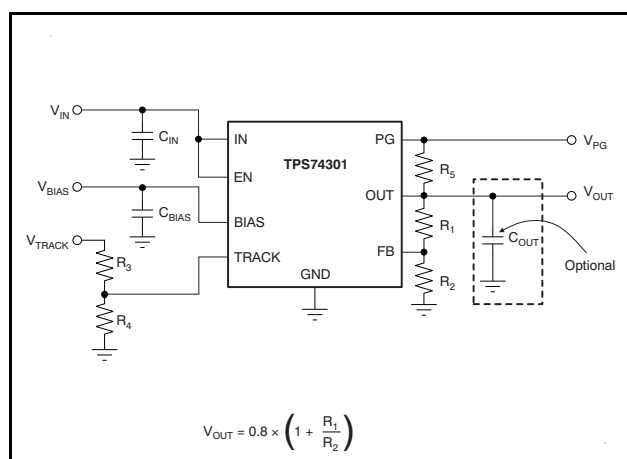 V_IN
C_IN
IN
EN
V_BIAS
C_BIAS
BIAS
V_TRACK
R_3
TRACK
R_4
TPS74301
GND
PG
OUT
FB
R_5
R_1
R_2
V_PG
V_OUT
C_OUT
Optional
V_OUT = 0.8 × (1 + R_1/R_2)